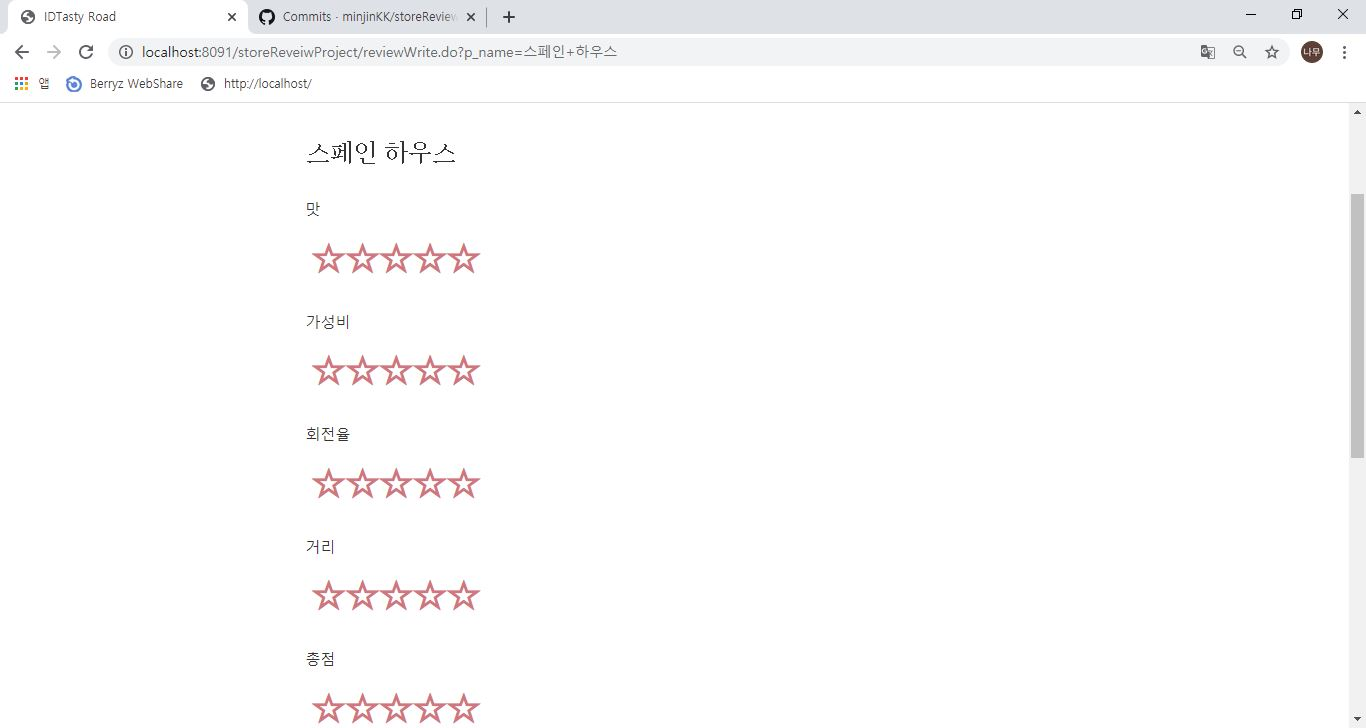 IDTasty Road
Commits · minjinKK/storeReview
localhost:8091/storeReveiwProject/reviewWrite.do?p_name=스페인+하우스
나무
앱 Berryz WebShare http://localhost/
스페인 하우스
맛
☆☆☆☆☆
가성비
☆☆☆☆☆
회전율
☆☆☆☆☆
거리
☆☆☆☆☆
총점
☆☆☆☆☆